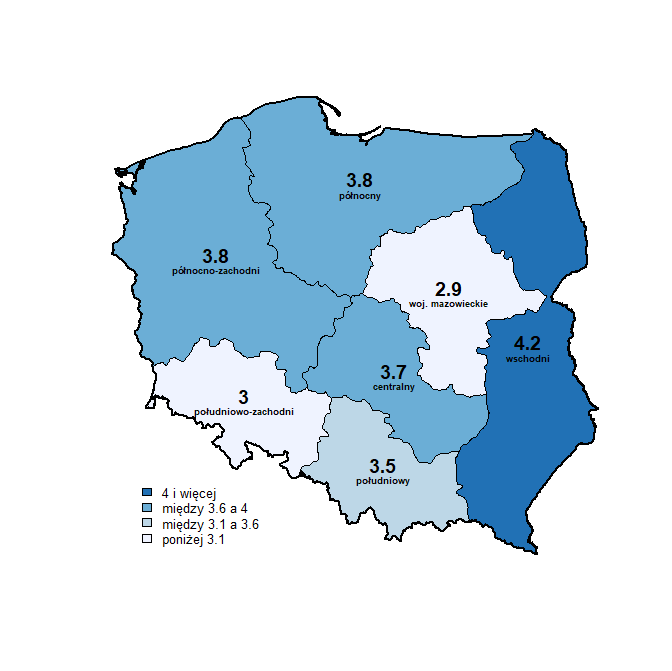 3.8
północny
3.8
północno-zachodni
2.9
woj. mazowieckie
4.2
wschodni
3.7
centralny
3
południowo-zachodni
3.5
południowy
4 i więcej
między 3.6 a 4
między 3.1 a 3.6
poniżej 3.1